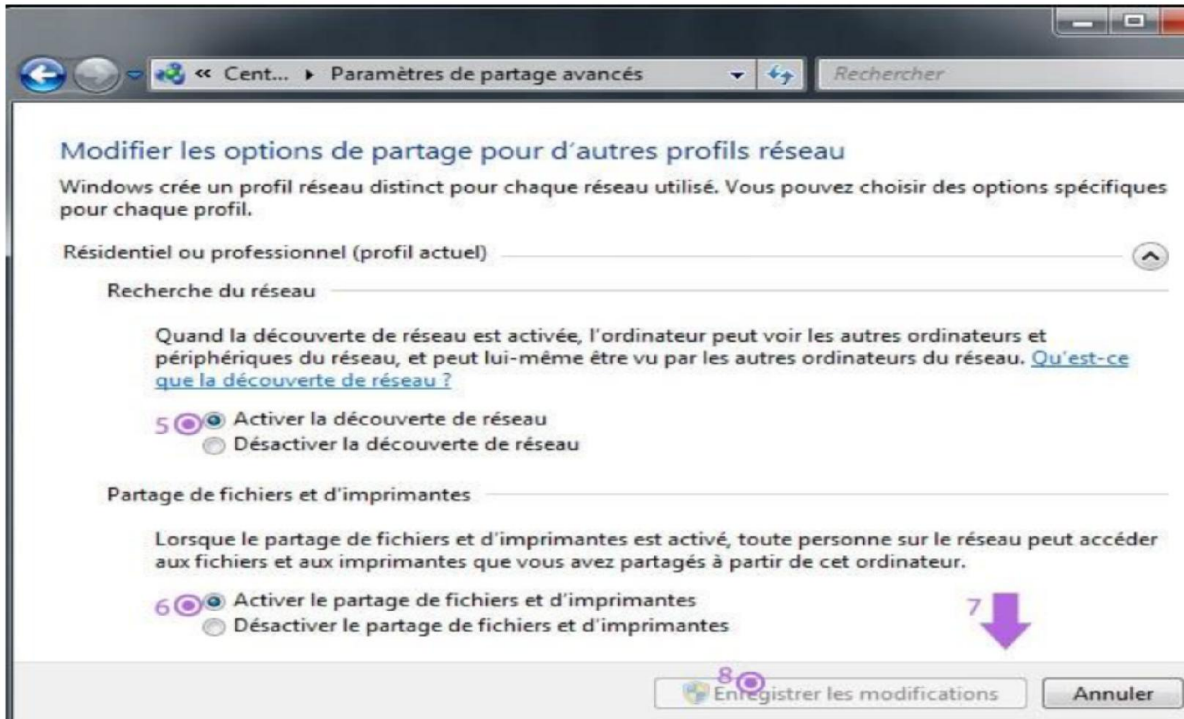 « Cent... ▸ Paramètres de partage avancés
Rechercher
Modifier les options de partage pour d'autres profils réseau
Windows crée un profil réseau distinct pour chaque réseau utilisé. Vous pouvez choisir des options spécifiques
pour chaque profil.
Résidentiel ou professionnel (profil actuel)
Recherche du réseau
Quand la découverte de réseau est activée, l'ordinateur peut voir les autres ordinateurs et
périphériques du réseau, et peut lui-même être vu par les autres ordinateurs du réseau. Qu'est-ce
que la découverte de réseau ?
5 Activer la découverte de réseau
Désactiver la découverte de réseau
Partage de fichiers et d'imprimantes
Lorsque le partage de fichiers et d'imprimantes est activé, toute personne sur le réseau peut accéder
aux fichiers et aux imprimantes que vous avez partagés à partir de cet ordinateur.
6 Activer le partage de fichiers et d'imprimantes
7
Désactiver le partage de fichiers et d'imprimantes
8
Enregistrer les modifications
Annuler